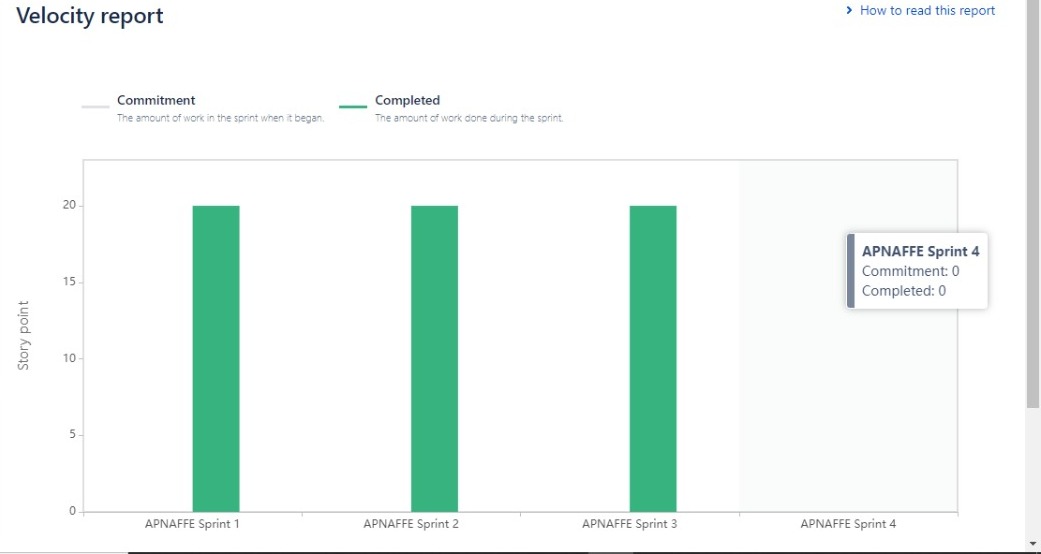 Velocity report
How to read this report
Commitment
The amount of work in the sprint when it began.
Completed
The amount of work done during the sprint.
Story point
20
15
10
5
0
APNAFFE Sprint 4
Commitment: 0
Completed: 0
APNAFFE Sprint 1
APNAFFE Sprint 2
APNAFFE Sprint 3
APNAFFE Sprint 4